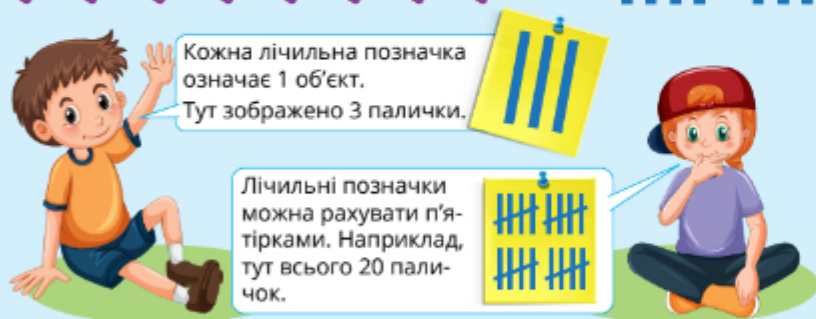 Кожна лічильна позначка
означає 1 об’єкт.
Тут зображено 3 палички.
Лічильні позначки
можна рахувати п’я-
тірками. Наприклад,
тут всього 20 пали-
чок.